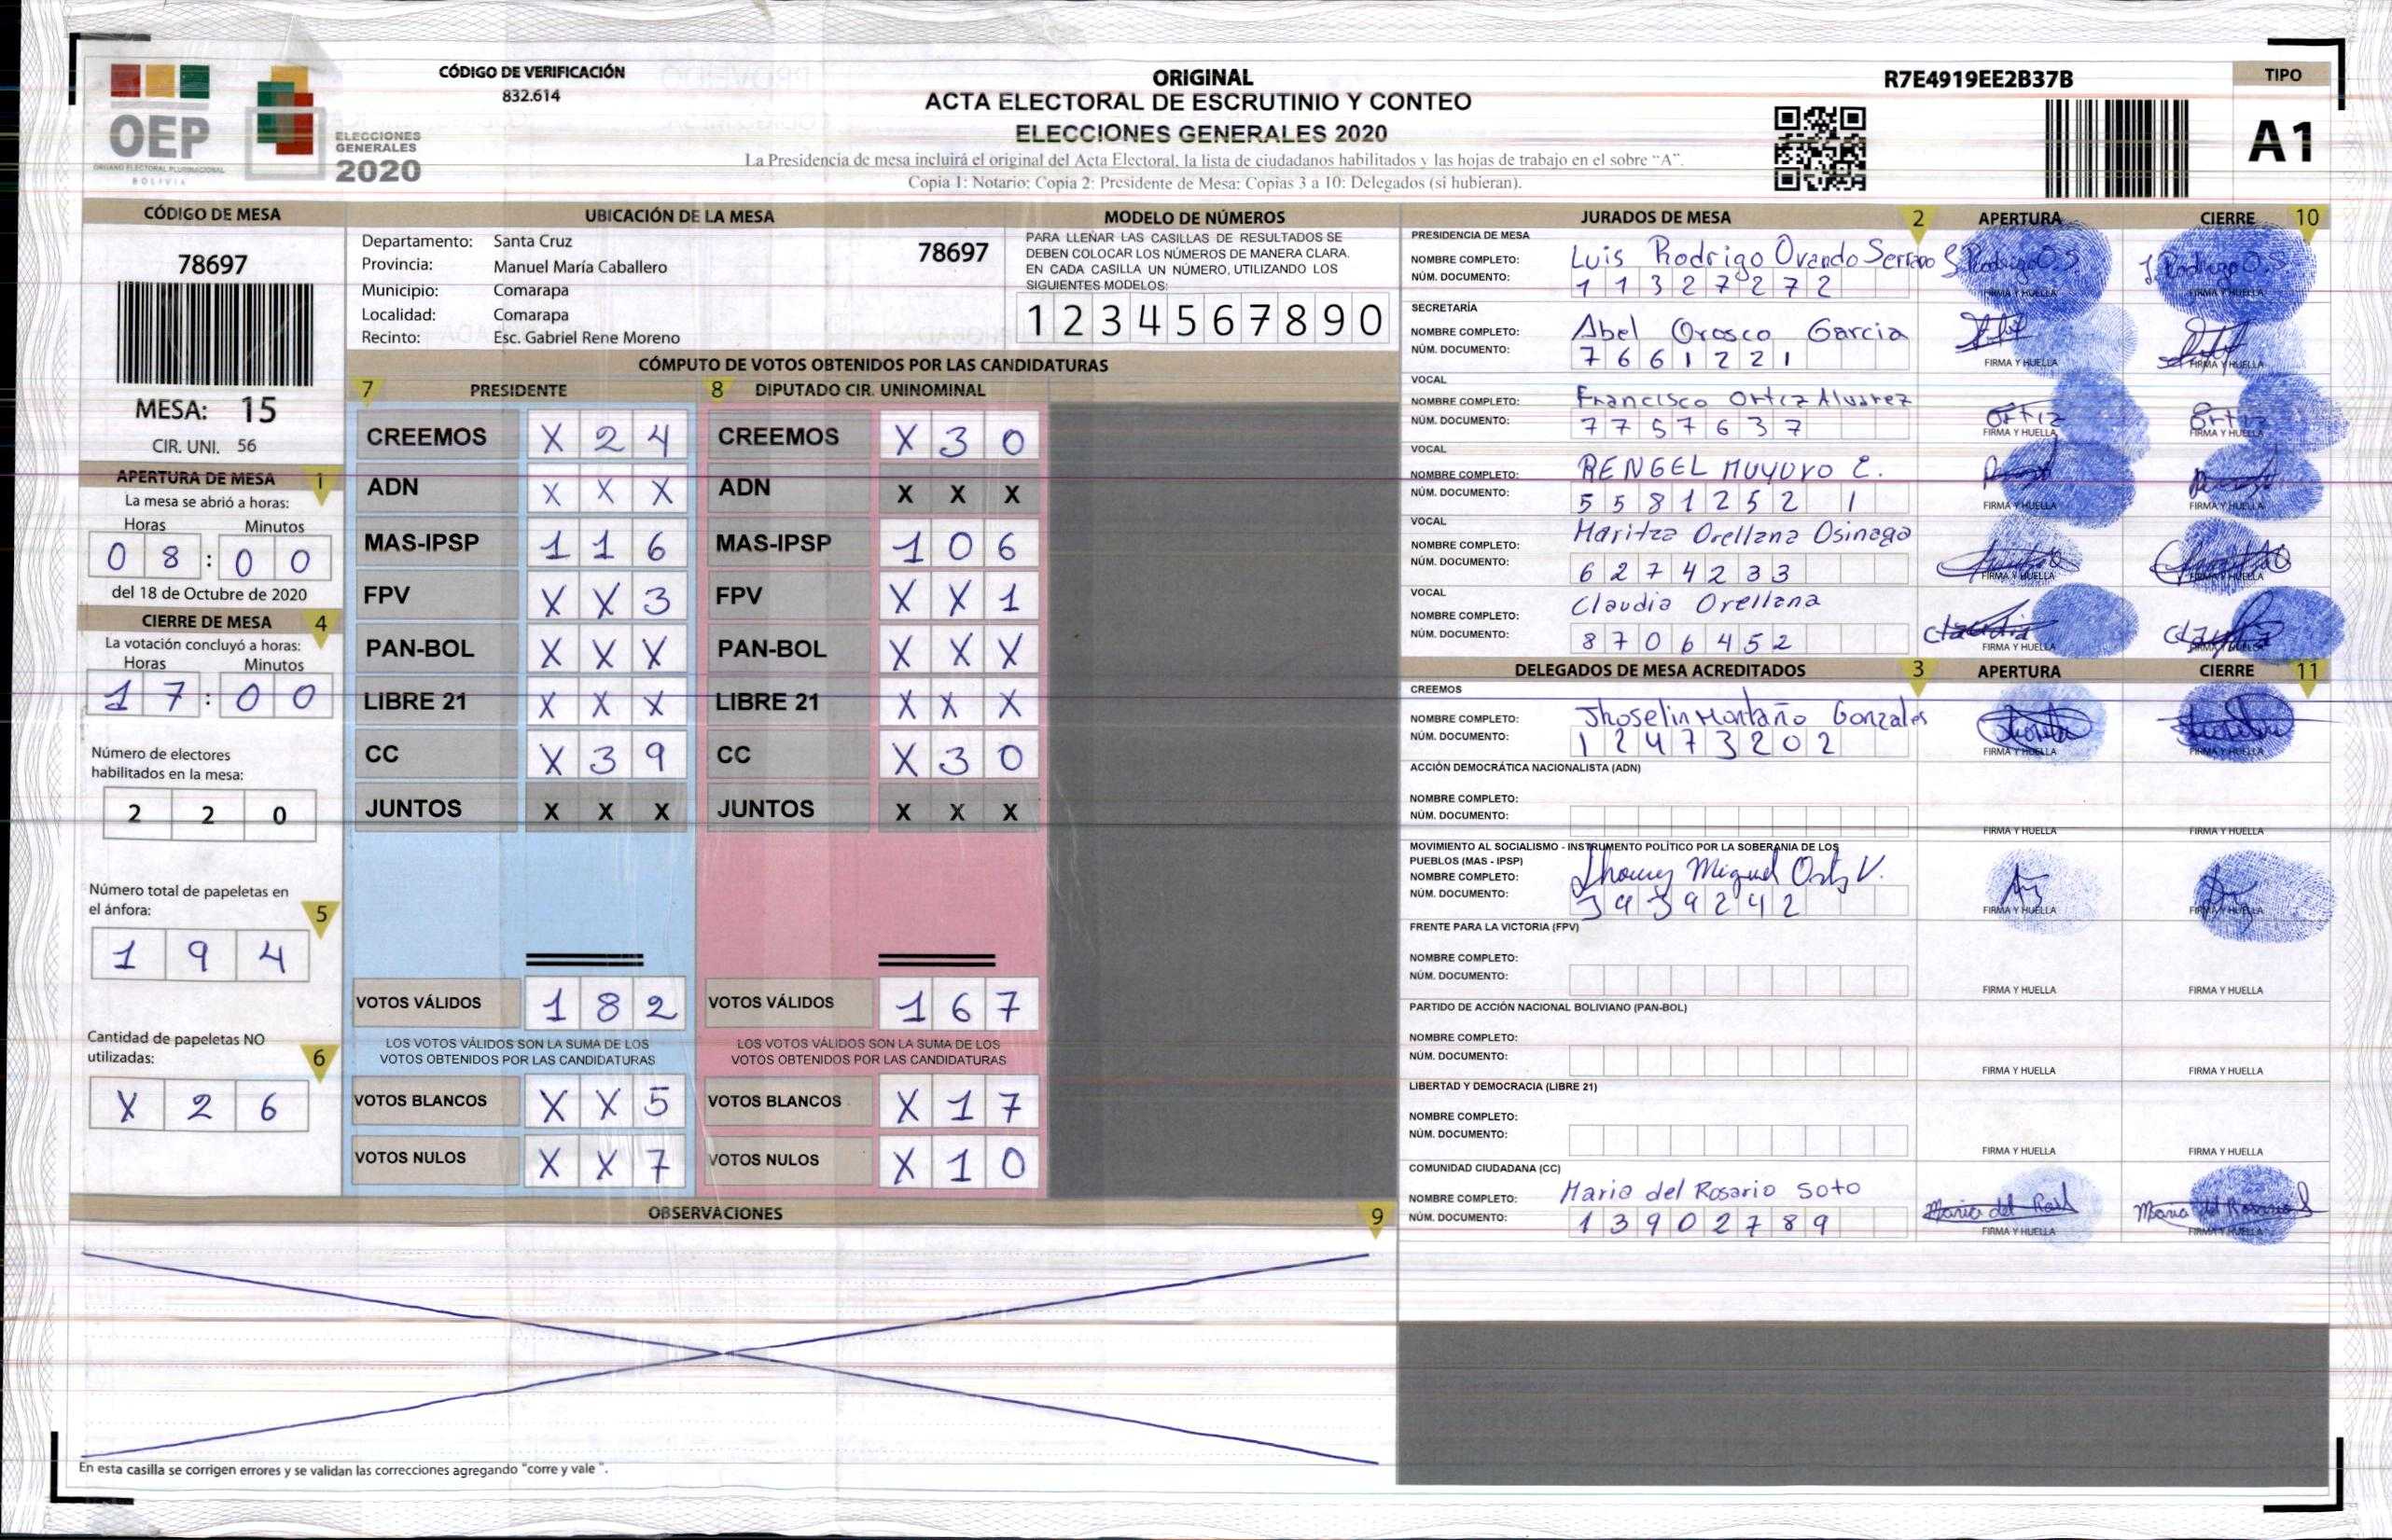 CÓDIGO DE VERIFICACIÓN
832.614
OEP
ÓRGANO ELECTORAL PLURINACIONAL
BOLIVIA
ELECCIONES
GENERALES
2020
ORIGINAL
ACTA ELECTORAL DE ESCRUTINIO Y CONTEO
ELECCIONES GENERALES 2020
La Presidencia de mesa incluirá el original del Acta Electoral, la lista de ciudadanos habilitados y las hojas de trabajo en el sobre "A".
Copia 1: Notario; Copia 2: Presidente de Mesa; Copias 3 a 10: Delegados (si hubieran).
R7E4919EE2B37B
TIPO
A1
CÓDIGO DE MESA
78697
MESA: 15
CIR. UNI. 56
APERTURA DE MESA 1
La mesa se abrió a horas:
Horas Minutos
0 8 : 0 0
del 18 de Octubre de 2020
CIERRE DE MESA 4
La votación concluyó a horas:
Horas Minutos
1 7 : 0 0
Número de electores
habilitados en la mesa:
2 2 0
Número total de papeletas en
el ánfora: 5
1 9 4
Cantidad de papeletas NO
utilizadas: 6
X 2 6
UBICACIÓN DE LA MESA
Departamento: Santa Cruz 78697
Provincia: Manuel María Caballero
Municipio: Comarapa
Localidad: Comarapa
Recinto: Esc. Gabriel Rene Moreno
MODELO DE NÚMEROS
PARA LLENAR LAS CASILLAS DE RESULTADOS SE
DEBEN COLOCAR LOS NÚMEROS DE MANERA CLARA.
EN CADA CASILLA UN NÚMERO, UTILIZANDO LOS
SIGUIENTES MODELOS:
1 2 3 4 5 6 7 8 9 0
CÓMPUTO DE VOTOS OBTENIDOS POR LAS CANDIDATURAS
7 PRESIDENTE 8 DIPUTADO CIR. UNINOMINAL
CREEMOS X 2 4 CREEMOS X 3 0
ADN X X X ADN X X X
MAS-IPSP 1 1 6 MAS-IPSP 1 0 6
FPV X X 3 FPV X X 1
PAN-BOL X X X PAN-BOL X X X
LIBRE 21 X X X LIBRE 21 X X X
CC X 3 9 CC X 3 0
JUNTOS X X X JUNTOS X X X
VOTOS VÁLIDOS 1 8 2 VOTOS VÁLIDOS 1 6 7
LOS VOTOS VÁLIDOS SON LA SUMA DE LOS LOS VOTOS VÁLIDOS SON LA SUMA DE LOS
VOTOS OBTENIDOS POR LAS CANDIDATURAS VOTOS OBTENIDOS POR LAS CANDIDATURAS
VOTOS BLANCOS X X 5 VOTOS BLANCOS X 1 7
VOTOS NULOS X X 7 VOTOS NULOS X 1 0
OBSERVACIONES 9
En esta casilla se corrigen errores y se validan las correcciones agregando "corre y vale ".
JURADOS DE MESA 2 APERTURA CIERRE 10
PRESIDENCIA DE MESA
NOMBRE COMPLETO: Luis Rodrigo Ovando Serrano
NÚM. DOCUMENTO: 1 1 3 2 7 2 7 2 FIRMA Y HUELLA FIRMA Y HUELLA
SECRETARÍA
NOMBRE COMPLETO: Abel Orosco Garcia
NÚM. DOCUMENTO: 7 6 6 1 2 2 1 FIRMA Y HUELLA FIRMA Y HUELLA
VOCAL
NOMBRE COMPLETO: Francisco Ortiz Alvarez Ortiz Ortiz
NÚM. DOCUMENTO: 7 7 5 7 6 3 7 FIRMA Y HUELLA FIRMA Y HUELLA
VOCAL
NOMBRE COMPLETO: RENGEL MUYUYO E.
NÚM. DOCUMENTO: 5 5 8 1 2 5 2 1 FIRMA Y HUELLA FIRMA Y HUELLA
VOCAL
NOMBRE COMPLETO: Maritza Orellana Osinaga
NÚM. DOCUMENTO: 6 2 7 4 2 3 3 FIRMA Y HUELLA FIRMA Y HUELLA
VOCAL
NOMBRE COMPLETO: Claudia Orellana Claudia Claudia
NÚM. DOCUMENTO: 8 7 0 6 4 5 2 FIRMA Y HUELLA FIRMA Y HUELLA
DELEGADOS DE MESA ACREDITADOS 3 APERTURA CIERRE 11
CREEMOS
NOMBRE COMPLETO: Jhoselin Montaño Gonzales
NÚM. DOCUMENTO: 1 2 4 7 3 2 0 2 FIRMA Y HUELLA FIRMA Y HUELLA
ACCIÓN DEMOCRÁTICA NACIONALISTA (ADN)
NOMBRE COMPLETO:
NÚM. DOCUMENTO: FIRMA Y HUELLA FIRMA Y HUELLA
MOVIMIENTO AL SOCIALISMO - INSTRUMENTO POLÍTICO POR LA SOBERANIA DE LOS
PUEBLOS (MAS - IPSP)
NOMBRE COMPLETO: Miguel V.
NÚM. DOCUMENTO: 3 9 3 9 2 4 2 FIRMA Y HUELLA FIRMA Y HUELLA
FRENTE PARA LA VICTORIA (FPV)
NOMBRE COMPLETO:
NÚM. DOCUMENTO: FIRMA Y HUELLA FIRMA Y HUELLA
PARTIDO DE ACCIÓN NACIONAL BOLIVIANO (PAN-BOL)
NOMBRE COMPLETO:
NÚM. DOCUMENTO: FIRMA Y HUELLA FIRMA Y HUELLA
LIBERTAD Y DEMOCRACIA (LIBRE 21)
NOMBRE COMPLETO:
NÚM. DOCUMENTO: FIRMA Y HUELLA FIRMA Y HUELLA
COMUNIDAD CIUDADANA (CC)
NOMBRE COMPLETO: Maria del Rosario Soto
NÚM. DOCUMENTO: 1 3 9 0 2 7 8 9 FIRMA Y HUELLA FIRMA Y HUELLA